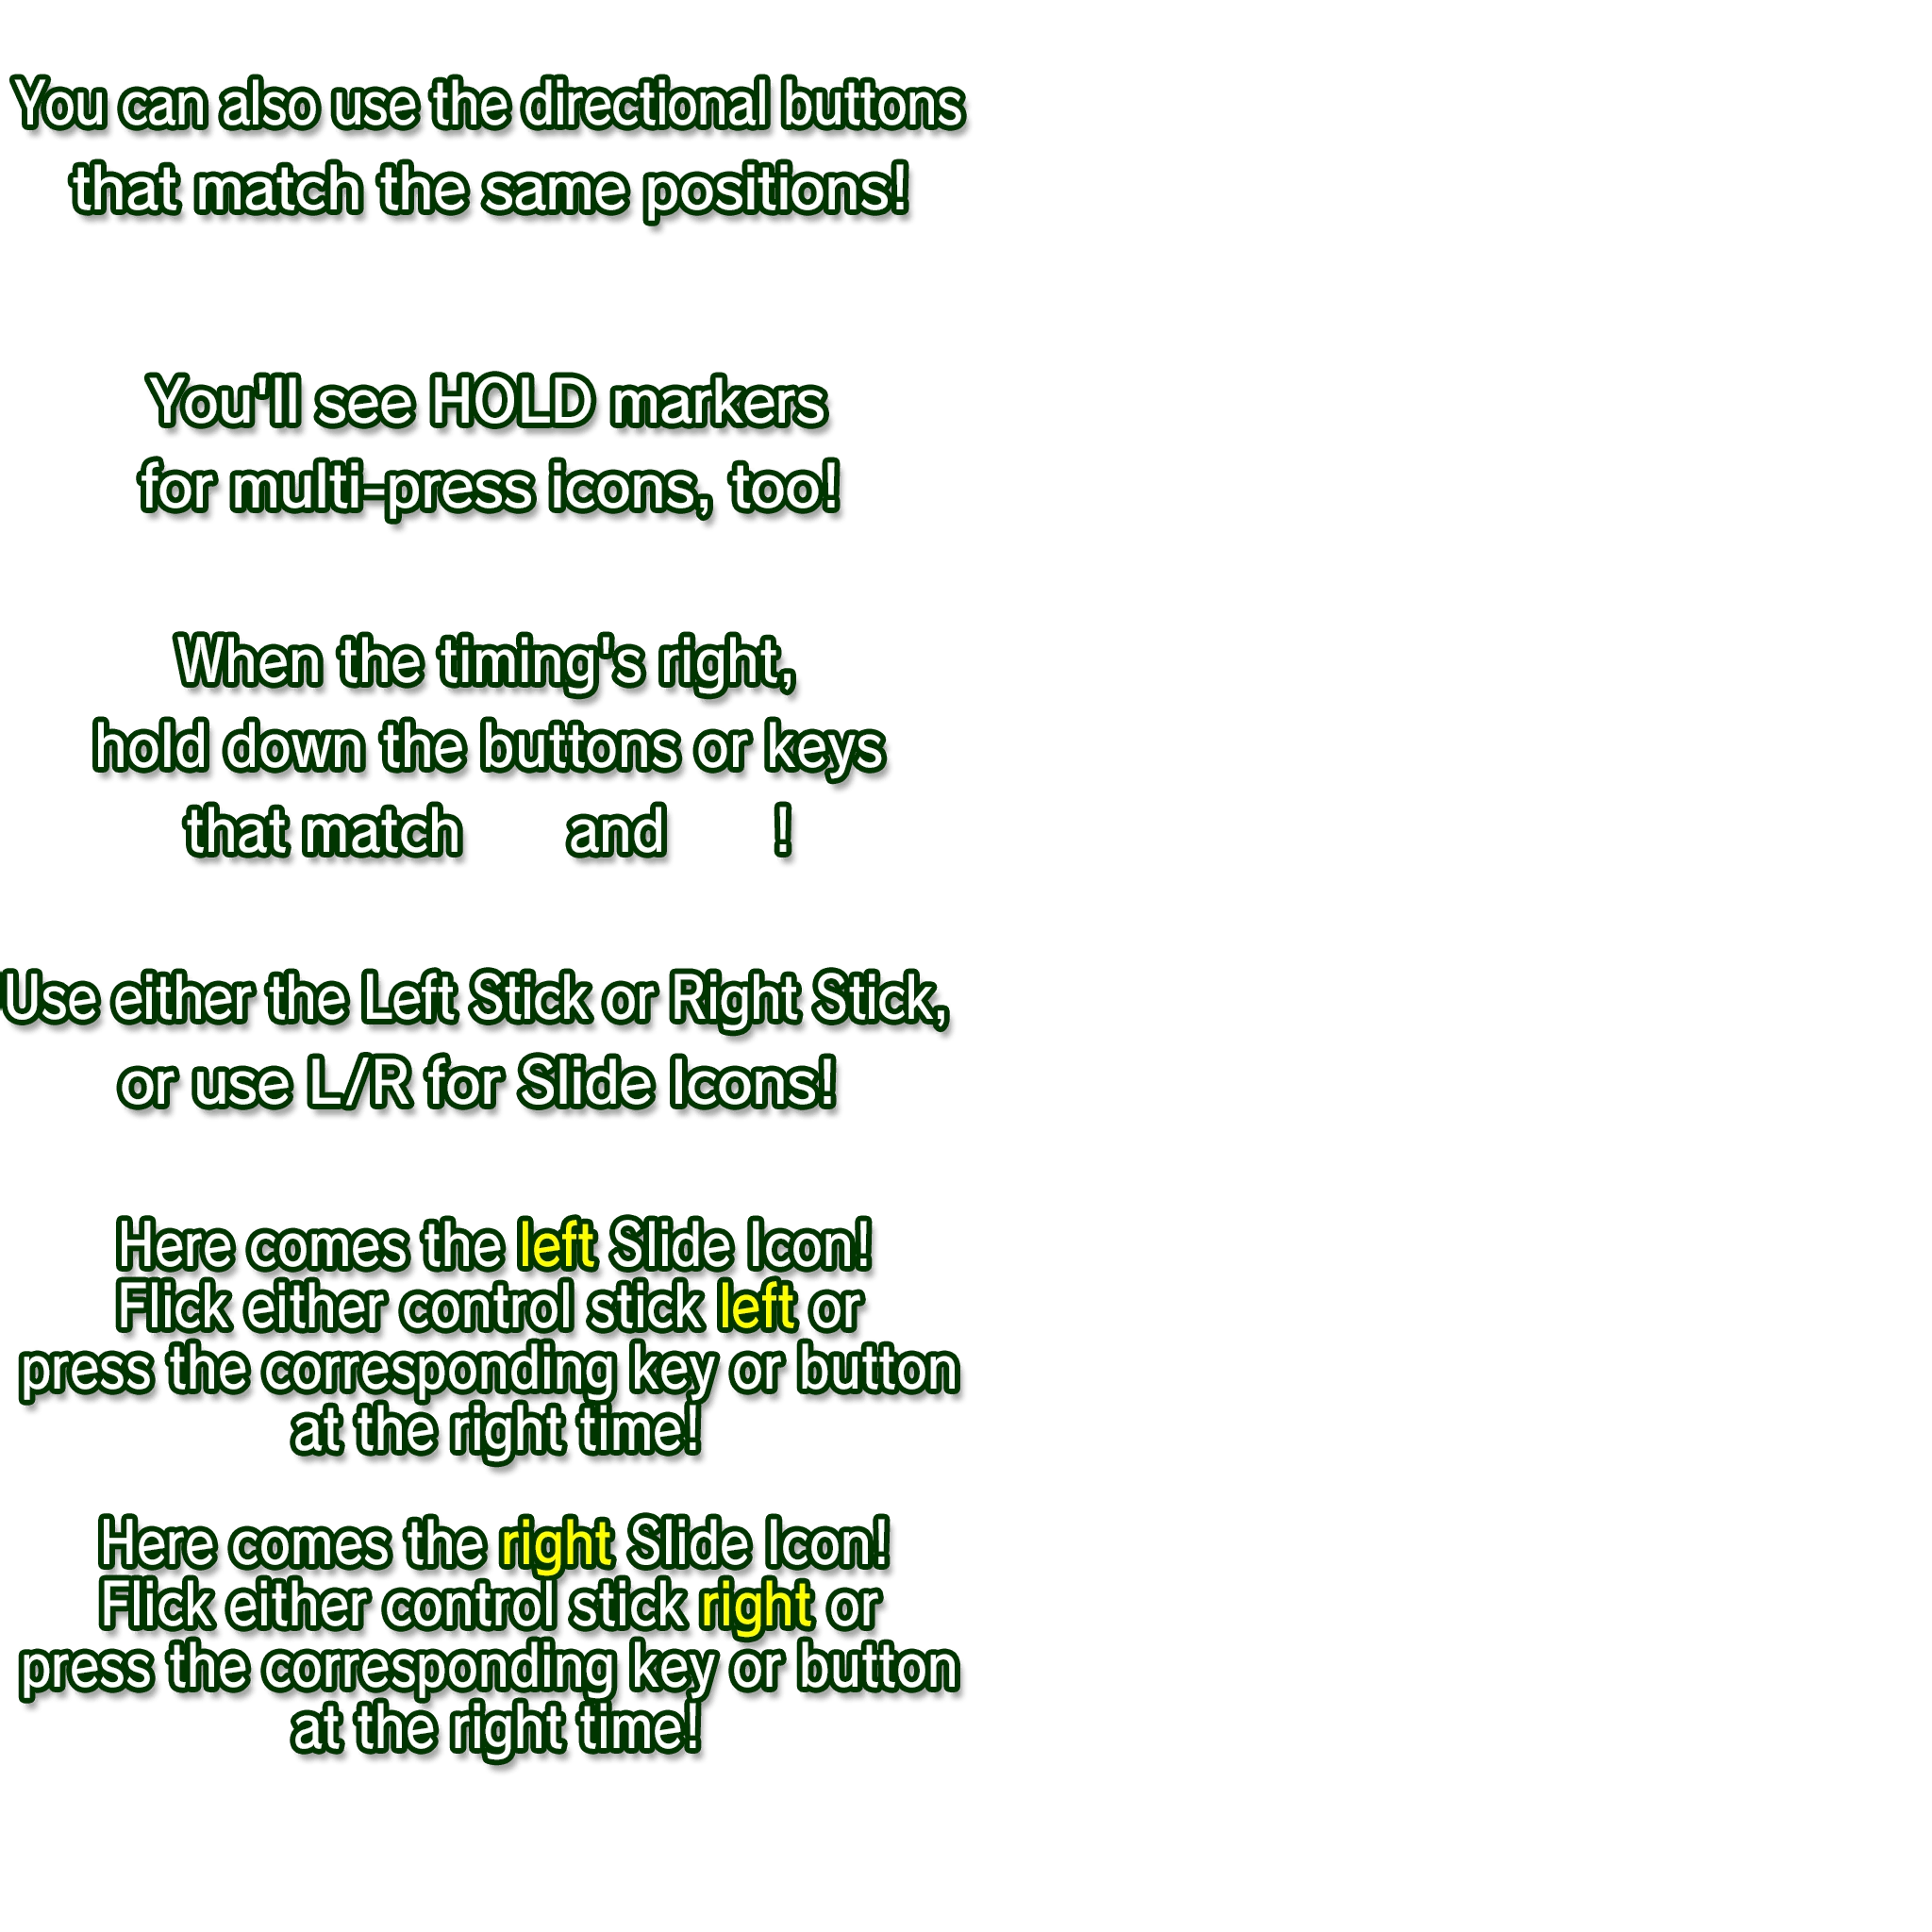 You can also use the directional buttons
that match the same positions!
You'll see HOLD markers
for multi-press icons, too!
When the timing's right,
hold down the buttons or keys
that match and !
Use either the Left Stick or Right Stick,
or use L/R for Slide Icons!
Here comes the left Slide Icon!
Flick either control stick left or
press the corresponding key or button
at the right time!
Here comes the right Slide Icon!
Flick either control stick right or
press the corresponding key or button
at the right time!